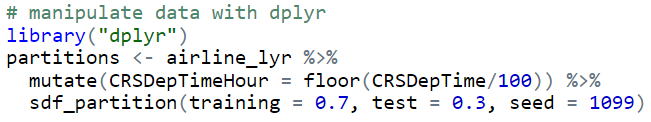 # manipulate data with dplyr
library("dplyr")
partitions <- airline_lyr %>%
  mutate(CRSDepTimeHour = floor(CRSDepTime/100)) %>%
  sdf_partition(training = 0.7, test = 0.3, seed = 1099)